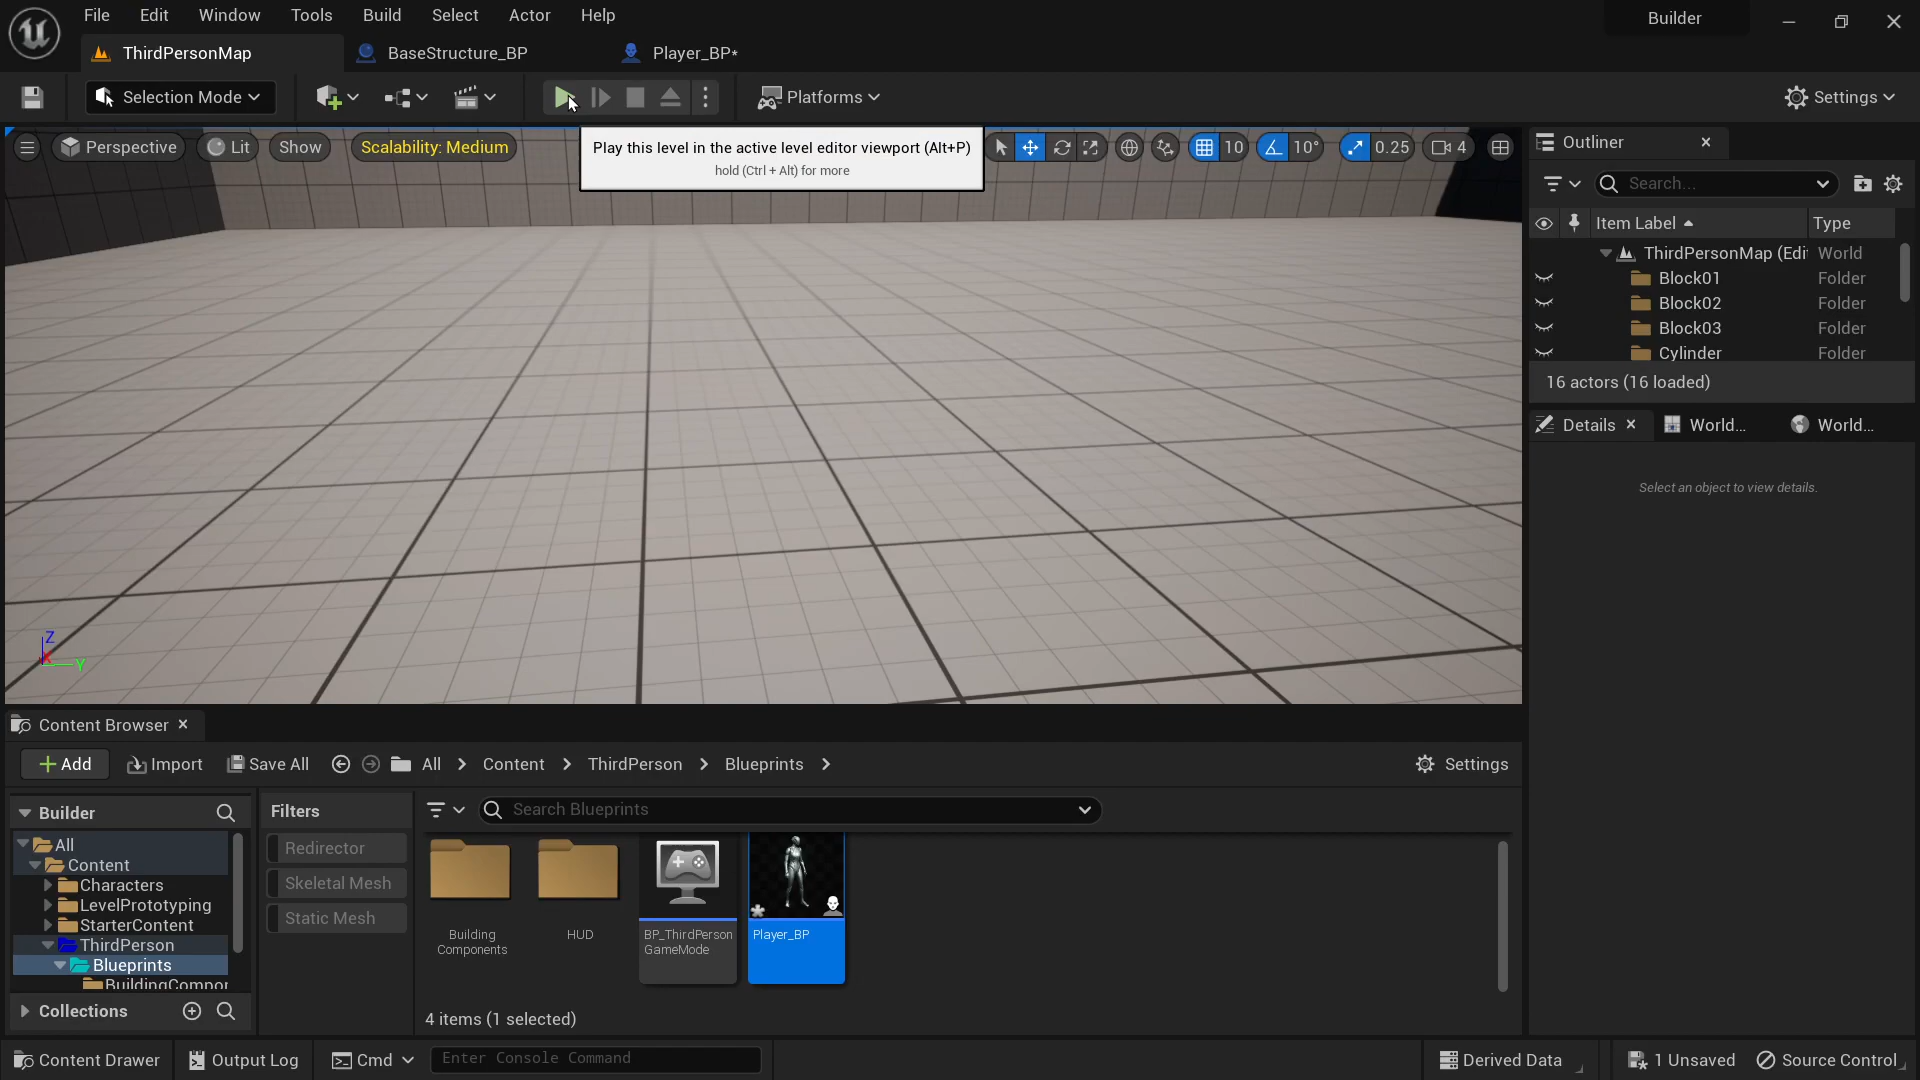 File Edit Window Tools Build Select Actor Help
Builder
ThirdPersonMap BaseStructure_BP Player_BP*
Selection Mode Platforms Settings
Perspective Lit Show Scalability: Medium
Play this level in the active level editor viewport (Alt+P)
hold (Ctrl + Alt) for more
10 10° 0.25 4
Z
X
Y
Outliner
Search...
Item Label Type
ThirdPersonMap (Edi World
Block01 Folder
Block02 Folder
Block03 Folder
Cylinder Folder
16 actors (16 loaded)
Details World... World...
Select an object to view details.
Content Browser
Add Import Save All All Content ThirdPerson Blueprints Settings
Builder
All
Content
Characters
LevelPrototyping
StarterContent
ThirdPerson
Blueprints
BuildingCompor
Collections
Filters
Redirector
Skeletal Mesh
Static Mesh
Search Blueprints
Building
Components
HUD
BP_ThirdPerson
GameMode
Player_BP
4 items (1 selected)
Content Drawer Output Log Cmd Enter Console Command Derived Data 1 Unsaved Source Control